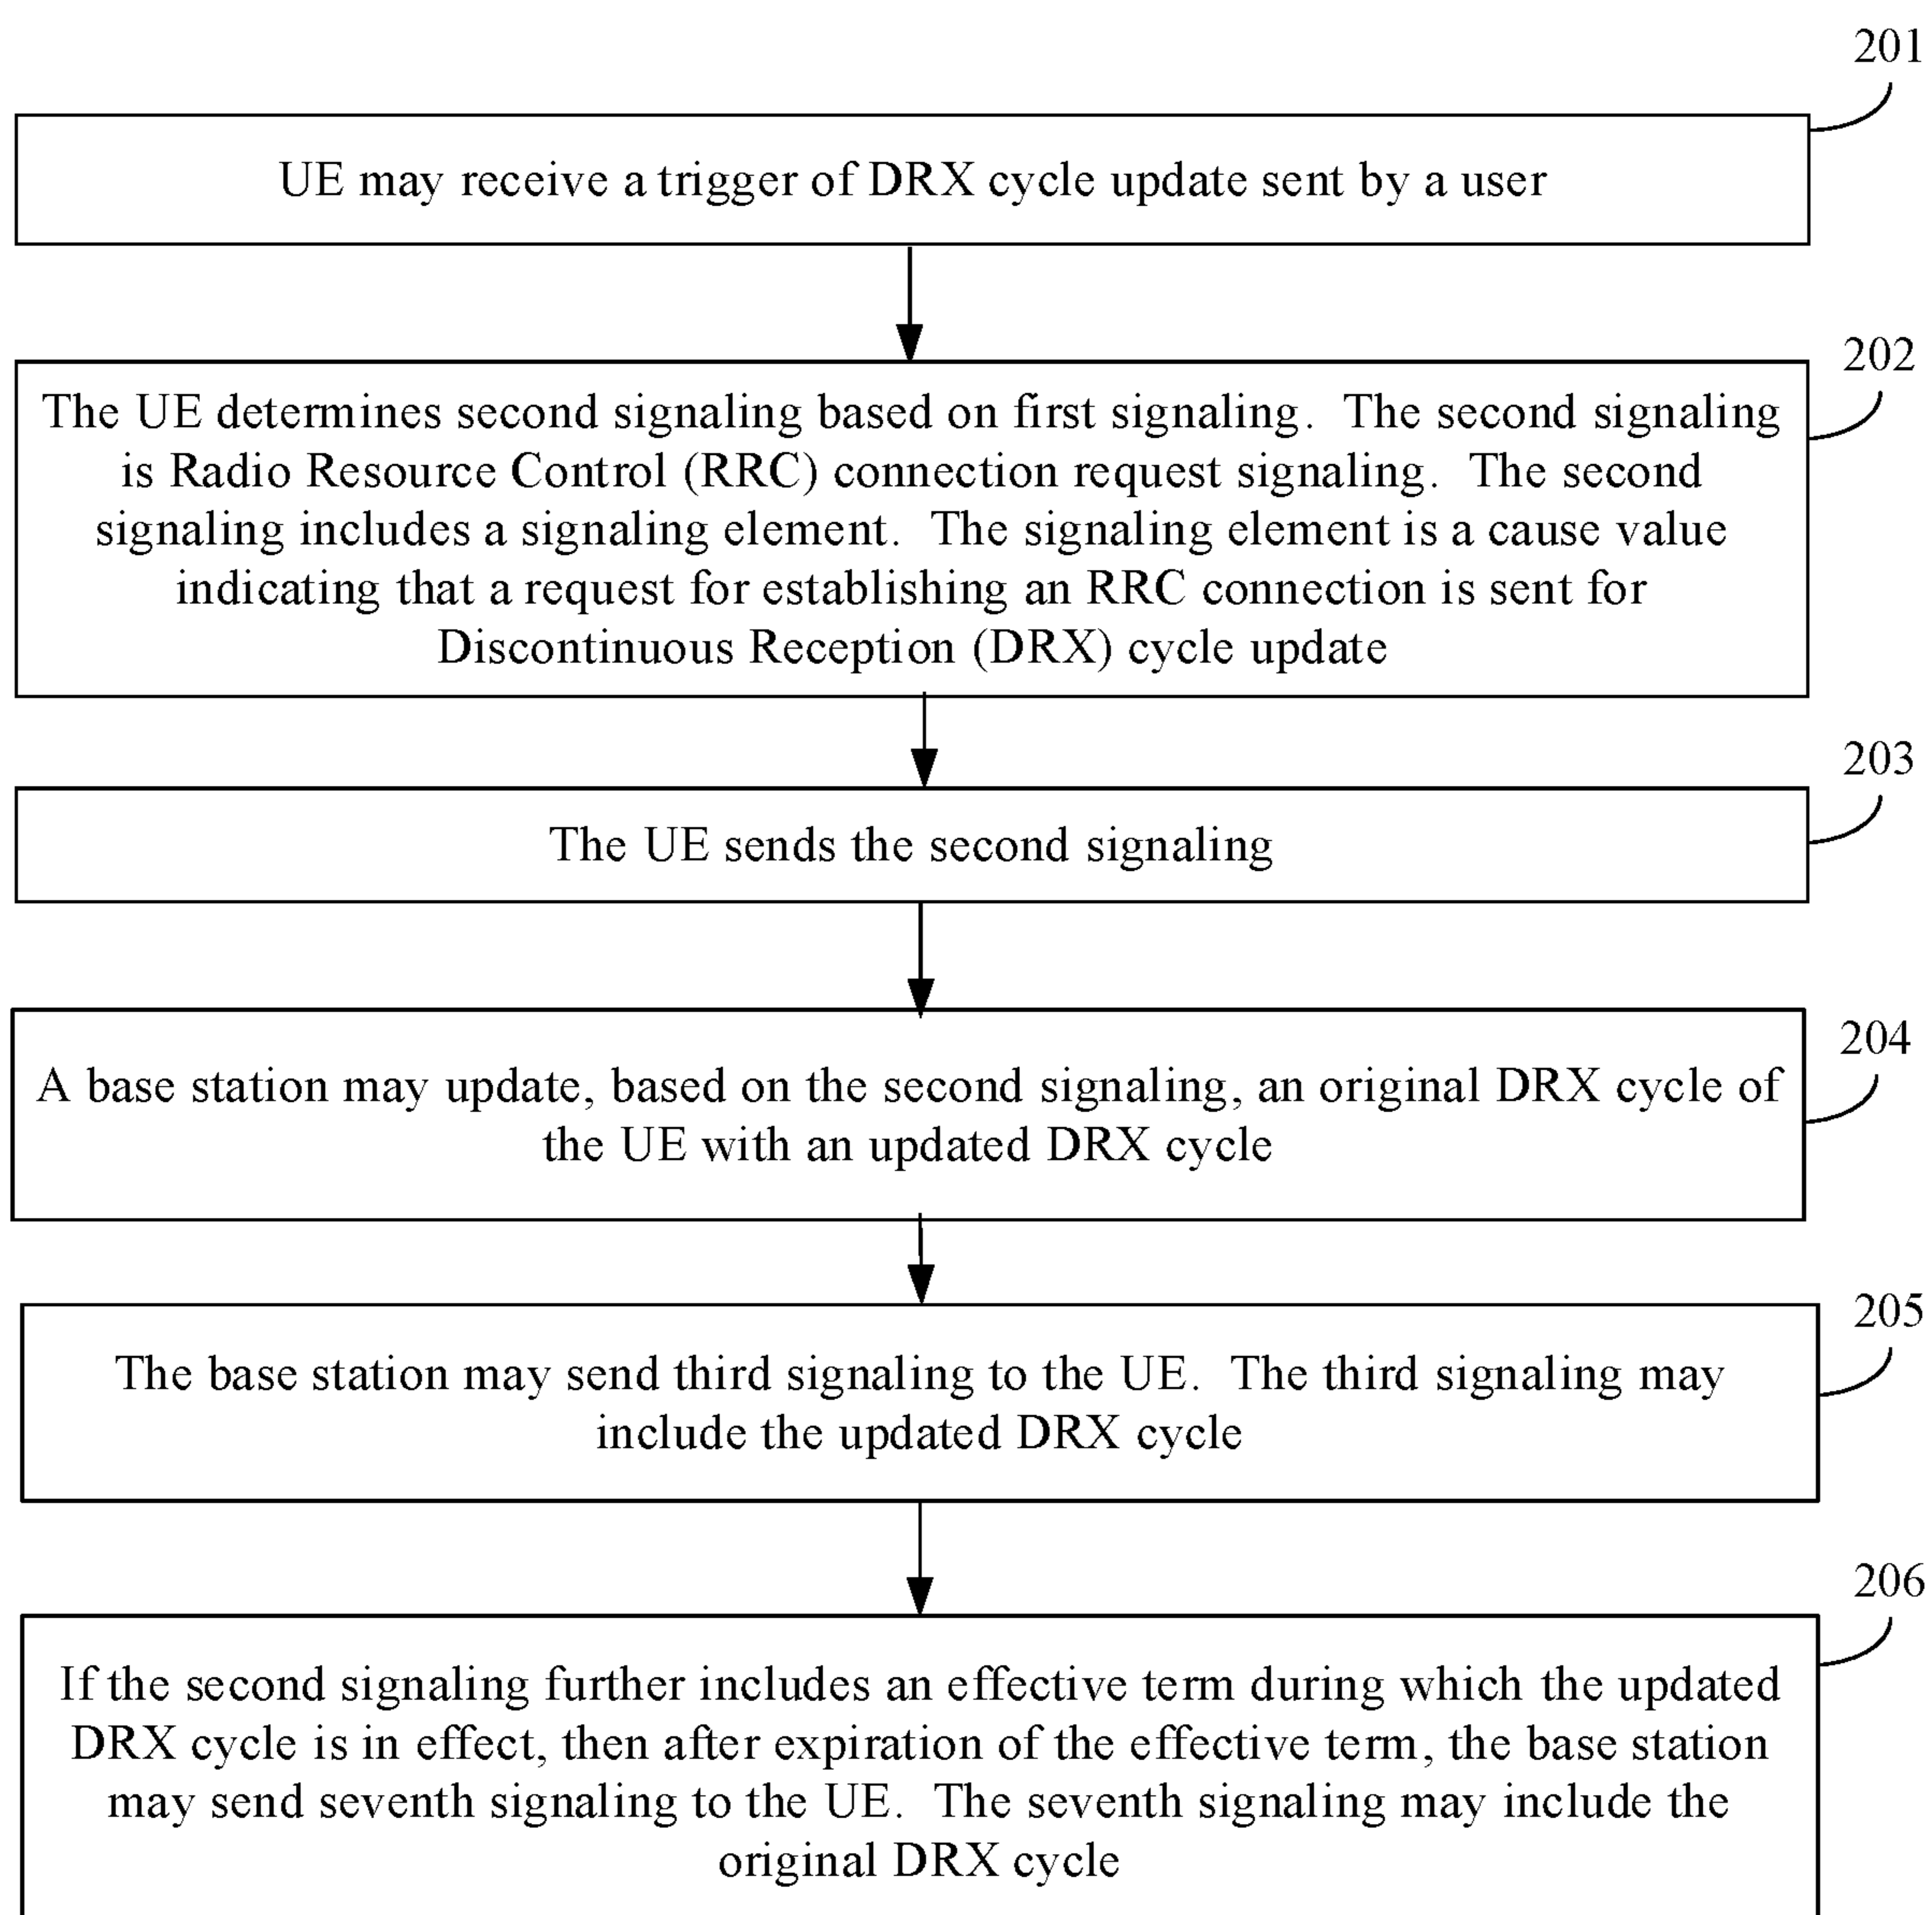 201
UE may receive a trigger of DRX cycle update sent by a user
202
The UE determines second signaling based on first signaling. The second signaling
is Radio Resource Control (RRC) connection request signaling. The second
signaling includes a signaling element. The signaling element is a cause value
indicating that a request for establishing an RRC connection is sent for
Discontinuous Reception (DRX) cycle update
203
The UE sends the second signaling
204
A base station may update, based on the second signaling, an original DRX cycle of
the UE with an updated DRX cycle
205
The base station may send third signaling to the UE. The third signaling may
include the updated DRX cycle
206
If the second signaling further includes an effective term during which the updated
DRX cycle is in effect, then after expiration of the effective term, the base station
may send seventh signaling to the UE. The seventh signaling may include the
original DRX cycle